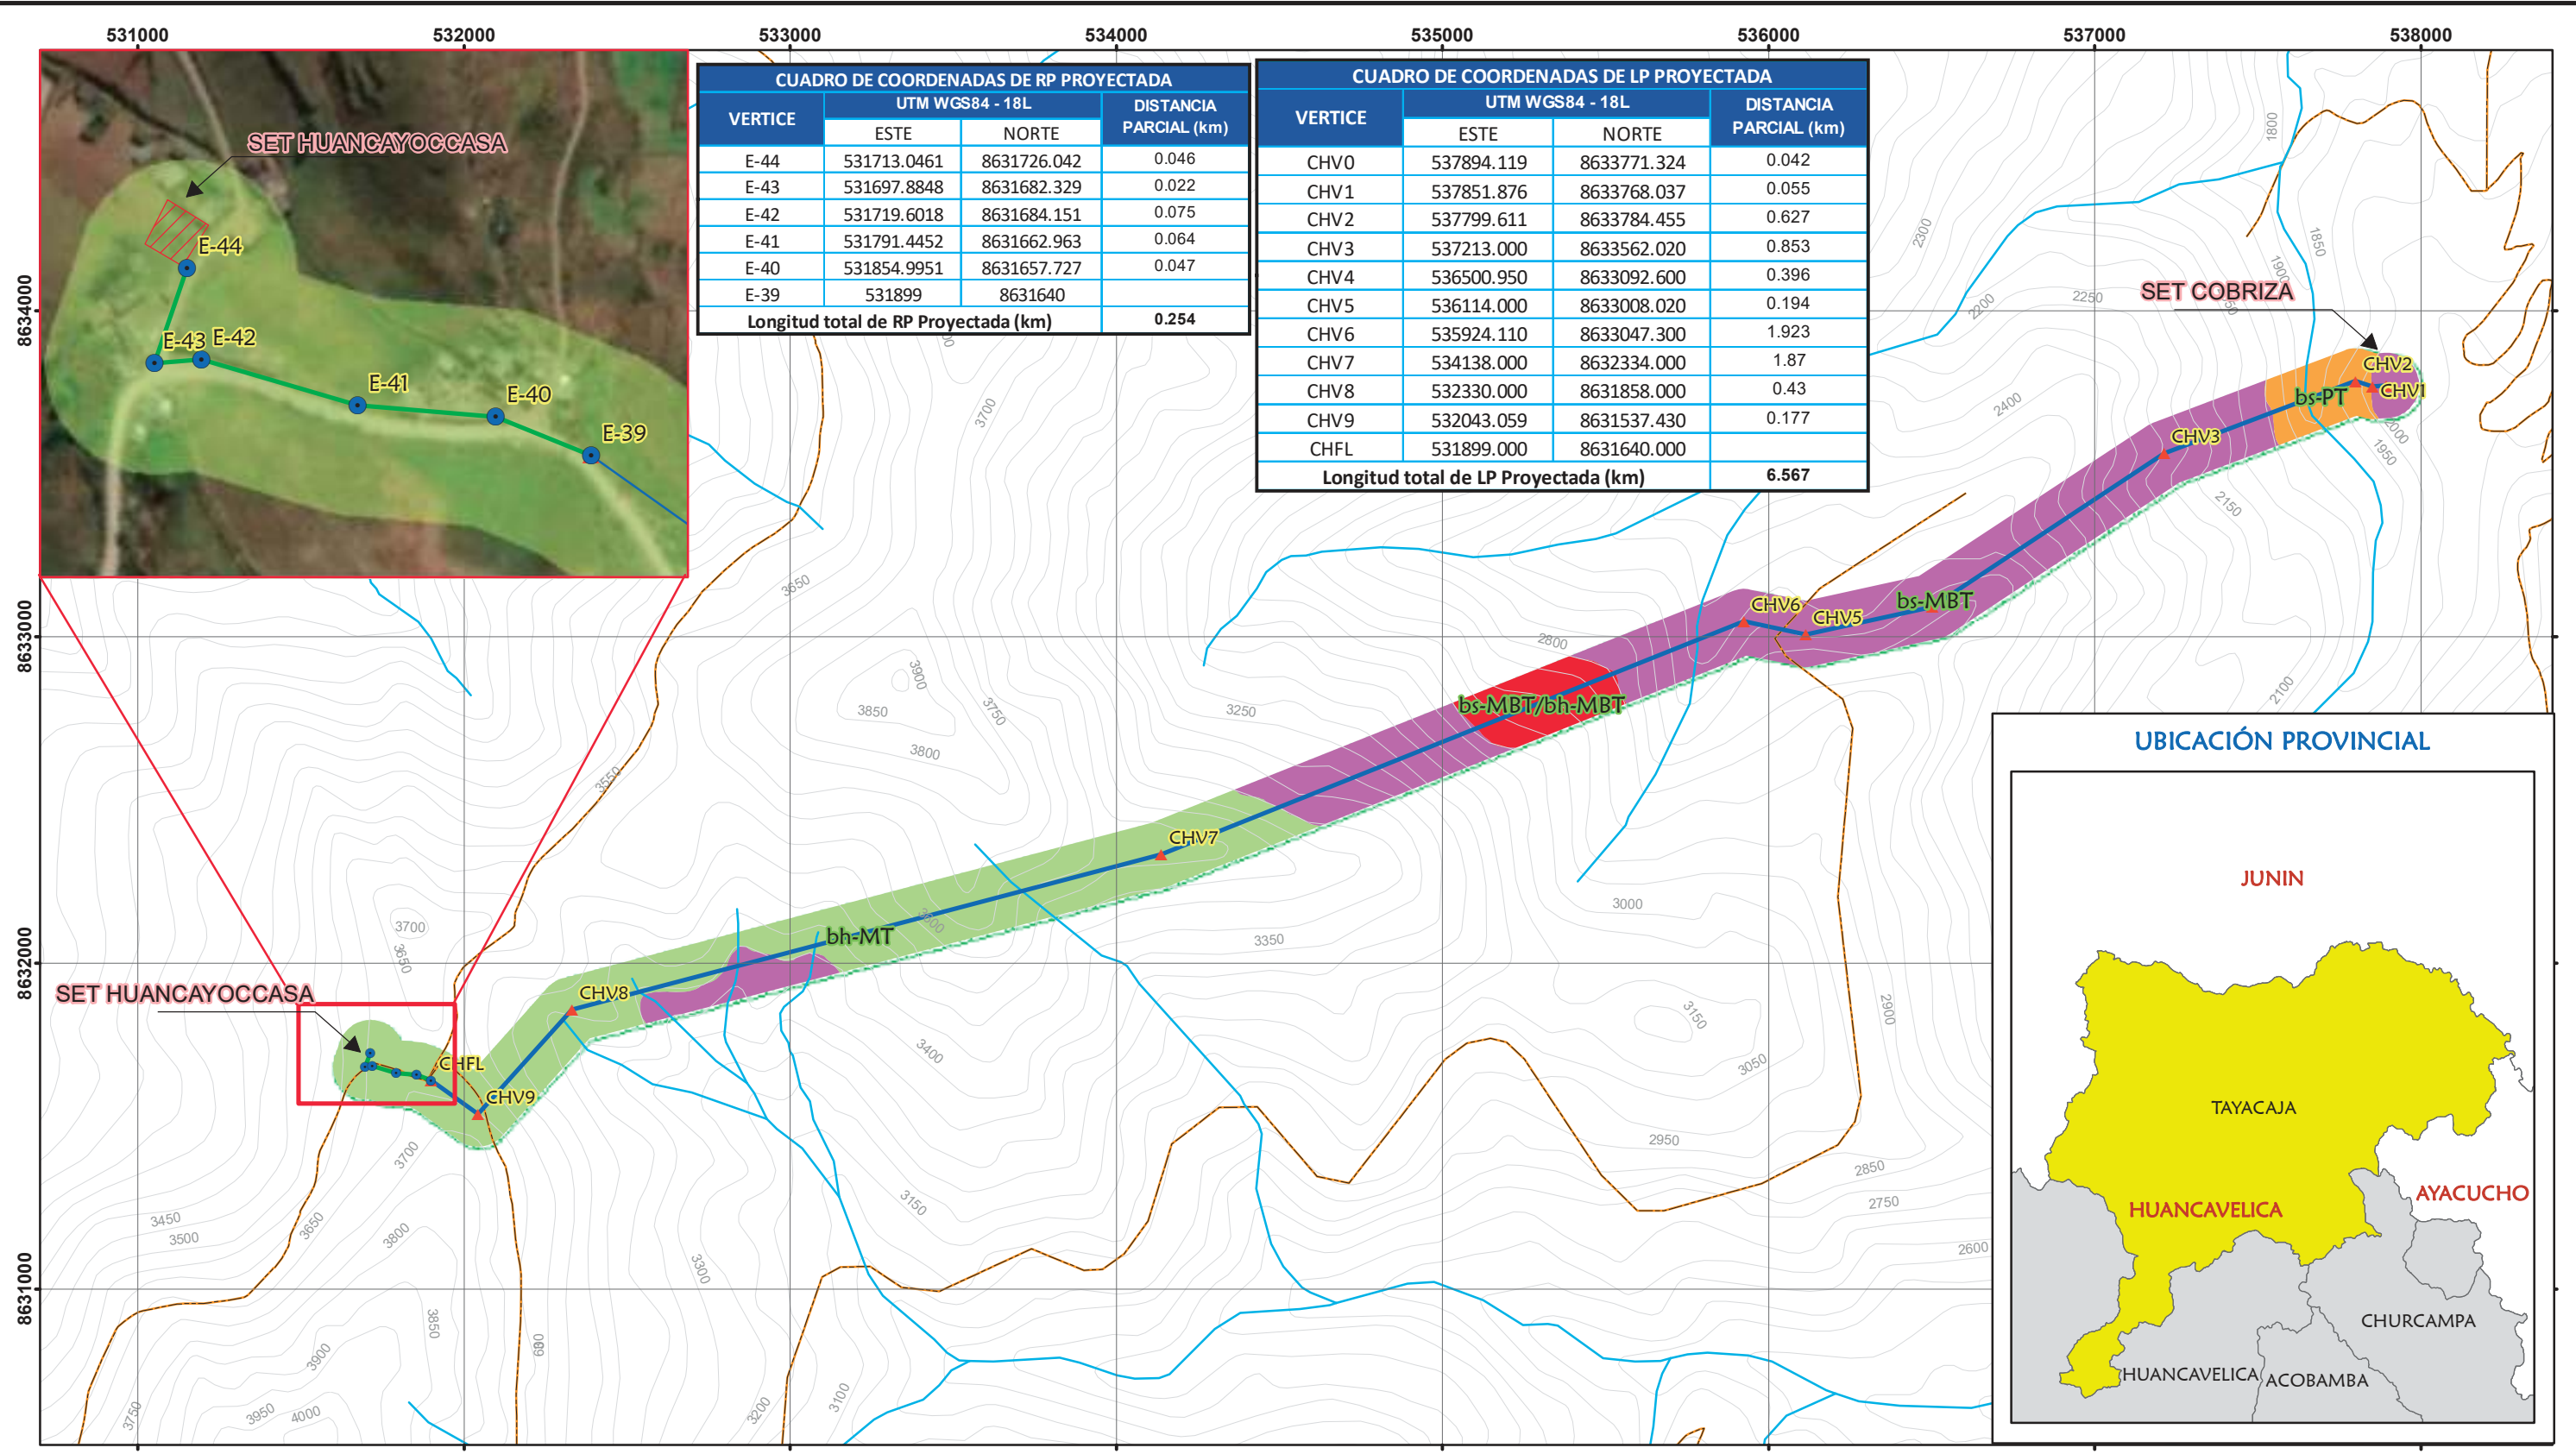 531000 532000 533000 534000 535000 536000 537000 538000
8634000
8633000
8632000
8631000
SET HUANCAYOCCASA
E-44
E-43 E-42
E-41
E-40
E-39
CUADRO DE COORDENADAS DE RP PROYECTADA
VERTICE UTM WGS84 - 18L DISTANCIA PARCIAL (km)
ESTE NORTE
E-44 531713.0461 8631726.042 0.046
E-43 531697.8848 8631682.329 0.022
E-42 531719.6018 8631684.151 0.075
E-41 531791.4452 8631662.963 0.064
E-40 531854.9951 8631657.727 0.047
E-39 531899 8631640
Longitud total de RP Proyectada (km) 0.254
CUADRO DE COORDENADAS DE LP PROYECTADA
VERTICE UTM WGS84 - 18L DISTANCIA PARCIAL (km)
ESTE NORTE
CHV0 537894.119 8633771.324 0.042
CHV1 537851.876 8633768.037 0.055
CHV2 537799.611 8633784.455 0.627
CHV3 537213.000 8633562.020 0.853
CHV4 536500.950 8633092.600 0.396
CHV5 536114.000 8633008.020 0.194
CHV6 535924.110 8633047.300 1.923
CHV7 534138.000 8632334.000 1.87
CHV8 532330.000 8631858.000 0.43
CHV9 532043.059 8631537.430 0.177
CHFL 531899.000 8631640.000
Longitud total de LP Proyectada (km) 6.567
1800
2300
1850
1900
2250
2200
SET COBRIZA
CHV2
CHV1
bs-PT
2400
2000
1950
CHV3
2150
2100
3700
3650
CHV6
CHV5
bs-MBT
2800
3900
3850
3750
3800
3250
bs-MBT/bh-MBT
3550
CHV7
3700
3650
bh-MT
3350
3000
SET HUANCAYOCCASA
CHV8
CHFL
CHV9
3400
3150
3050
2900
3700
3150
2950
2850
2750
2600
3450
3500
3650
3800
3300
3850
3900
3750
3950
4000
3200
3100
UBICACIÓN PROVINCIAL
JUNIN
TAYACAJA
HUANCAVELICA
AYACUCHO
CHURCAMPA
HUANCAVELICA
ACOBAMBA